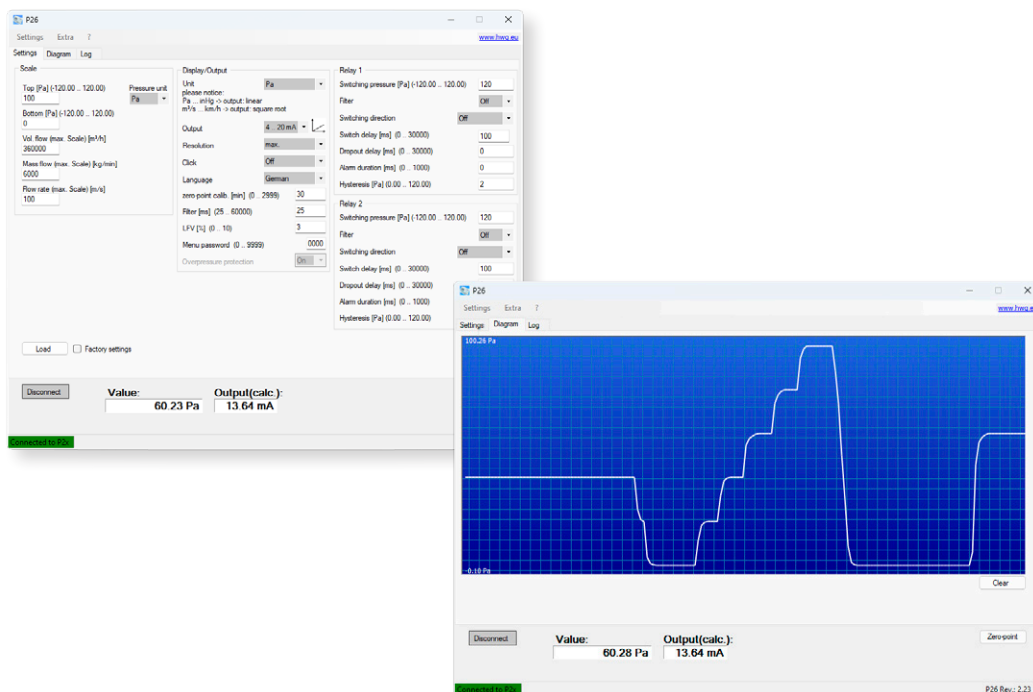 P26
Settings Extra ?
www.hwg.eu
Settings Diagram Log
Scale
Top [Pa] (-120.00 .. 120.00) Pressure unit
100 Pa
Bottom [Pa] (-120.00 .. 120.00)
0
Vol. flow (max. Scale) [m³/h]
360000
Mass flow (max. Scale) [kg/min]
6000
Flow rate (max. Scale) [m/s]
100
Display/Output
Unit Pa
please notice:
Pa ... inHg -> output: linear
m³/s ... km/h -> output: square root
Output 4 .. 20 mA
Resolution max.
Click Off
Language German
zero point calib. [min] (0 .. 2999) 30
Filter [ms] (25 .. 60000) 25
LFV [%] (0 .. 10) 3
Menu password (0 .. 9999) 0000
Overpressure protection On
Relay 1
Switching pressure [Pa] (-120.00 .. 120.00) 120
Filter Off
Switching direction Off
Switch delay [ms] (0 .. 30000) 100
Dropout delay [ms] (0 .. 30000) 0
Alarm duration [ms] (0 .. 1000) 0
Hysteresis [Pa] (0.00 .. 120.00) 2
Relay 2
Switching pressure [Pa] (-120.00 .. 120.00) 120
Filter Off
Switching direction Off
Switch delay [ms] (0 .. 30000) 100
Dropout delay [ms] (0 .. 30000)
Alarm duration [ms] (0 .. 1000)
Hysteresis [Pa] (0.00 .. 120.00)
Load Factory settings
Disconnect
Value: Output(calc.):
60.23 Pa 13.64 mA
Connected to P2x
P26
Settings Extra ?
www.hwg.e
Settings Diagram Log
100.26 Pa
-0.10 Pa
Clear
Disconnect
Value: Output(calc.):
60.28 Pa 13.64 mA
Zero-point
Connected to P2x
P26 Rev.: 2.23